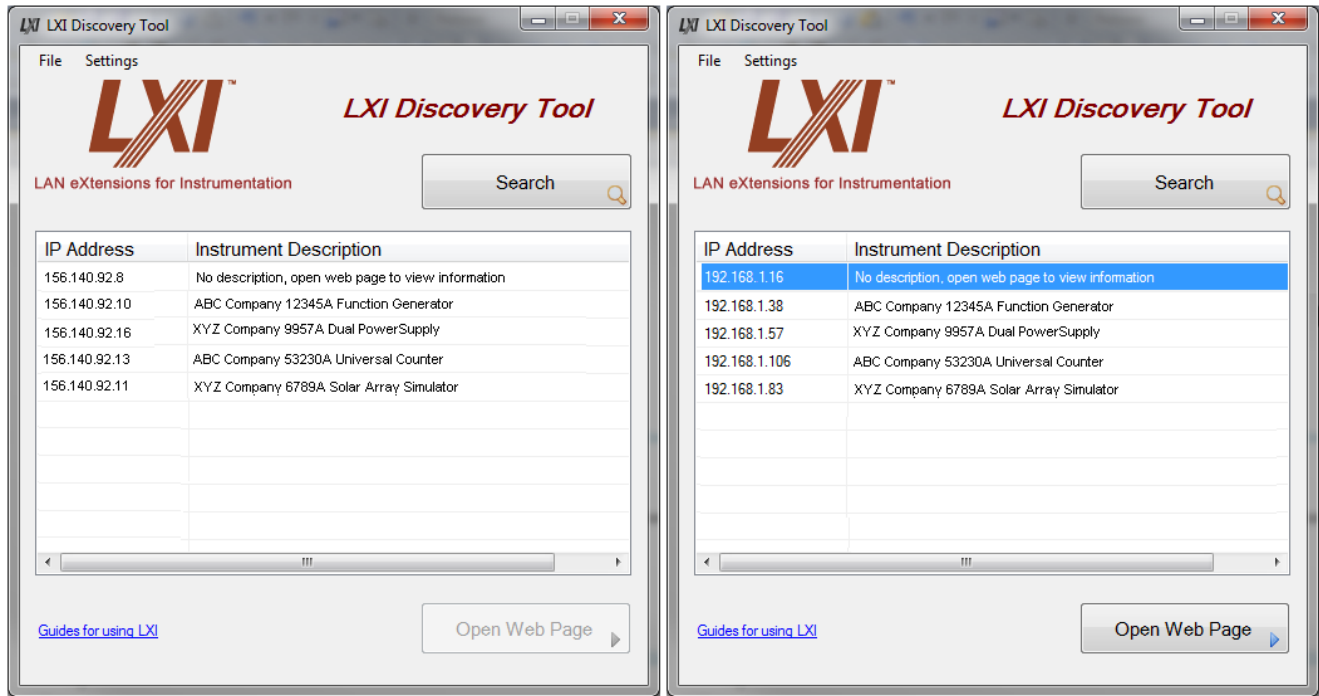 LXI LXI Discovery Tool
File Settings
LXI™
LXI Discovery Tool
LAN eXtensions for Instrumentation
Search
IP Address Instrument Description
156.140.92.8 No description, open web page to view information
156.140.92.10 ABC Company 12345A Function Generator
156.140.92.16 XYZ Company 9957A Dual PowerSupply
156.140.92.13 ABC Company 53230A Universal Counter
156.140.92.11 XYZ Company 6789A Solar Array Simulator
Guides for using LXI
Open Web Page
LXI LXI Discovery Tool
File Settings
LXI™
LXI Discovery Tool
LAN eXtensions for Instrumentation
Search
IP Address Instrument Description
192.168.1.16 No description, open web page to view information
192.168.1.38 ABC Company 12345A Function Generator
192.168.1.57 XYZ Company 9957A Dual PowerSupply
192.168.1.106 ABC Company 53230A Universal Counter
192.168.1.83 XYZ Company 6789A Solar Array Simulator
Guides for using LXI
Open Web Page